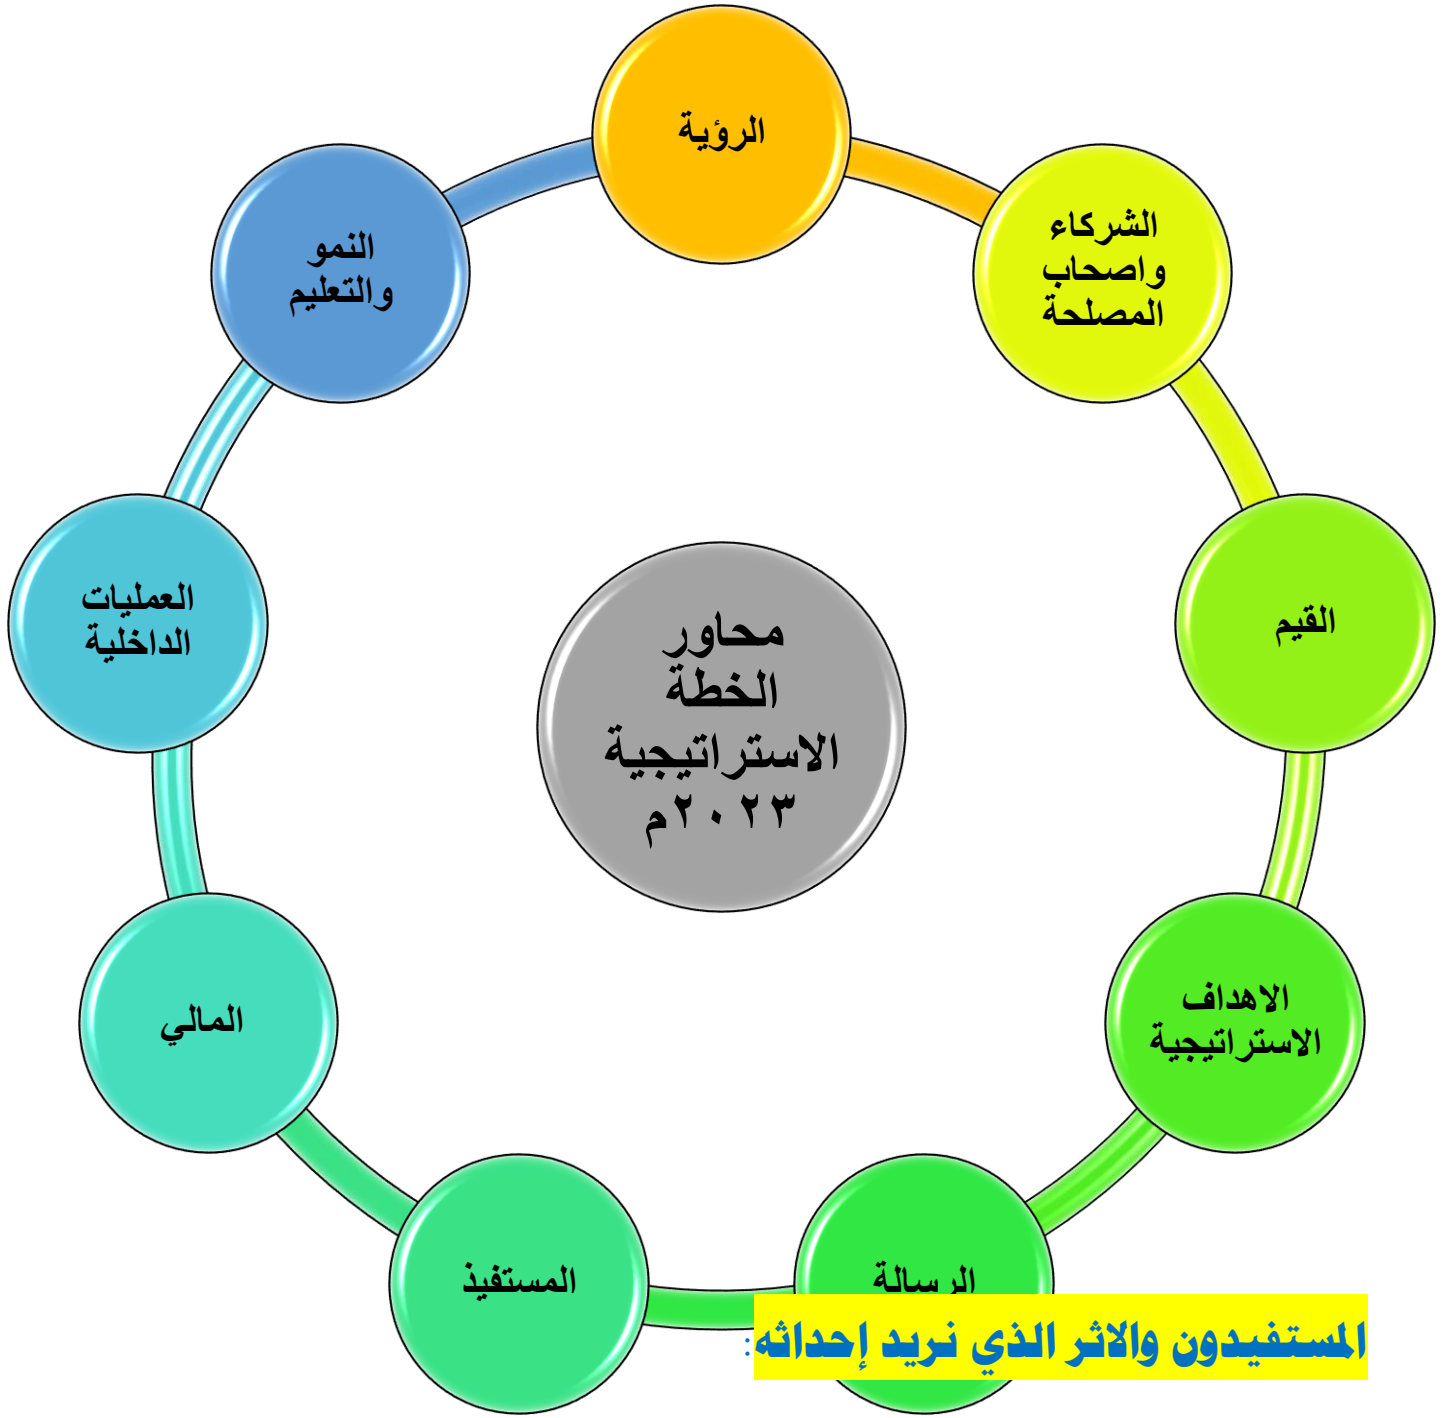 الرؤية
الشركاء
واصحاب
المصلحة
القيم
الاهداف
الاستراتيجية
الرسالة
المستفيذ
المالي
العمليات
الداخلية
النمو
والتعليم
محاور
الخطة
الاستراتيجية
٢٠٢٣م
المستفيدون والاثر الذي نريد إحداثه: